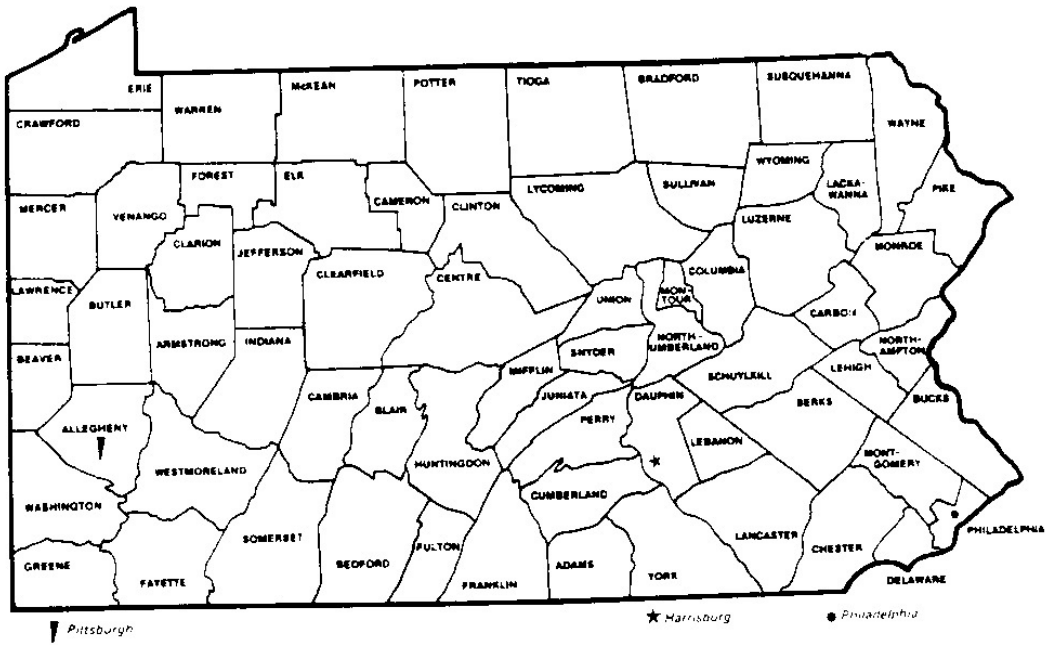 ERIE
WARREN
McKEAN
POTTER
TIOGA
BRADFORD
SUSQUEHANNA
CRAWFORD
WAYNE
FOREST
ELK
CAMERON
CLINTON
LYCOMING
SULLIVAN
WYOMING
LACKA-
WANNA
PIKE
MERCER
VENANGO
CLARION
JEFFERSON
CLEARFIELD
CENTRE
COLUMBIA
LUZERNE
MONROE
LAWRENCE
BUTLER
ARMSTRONG
INDIANA
UNION
MON-
TOUR
CARBON
BEAVER
SNYDER
NORTH-
UMBERLAND
SCHUYLKILL
LEHIGH
NORTH-
AMPTON
MIFFLIN
JUNIATA
PERRY
DAUPHIN
LEBANON
BERKS
BUCKS
CAMBRIA
BLAIR
HUNTINGDON
ALLEGHENY
WESTMORELAND
MONT-
GOMERY
CUMBERLAND
WASHINGTON
GREENE
FAYETTE
SOMERSET
BEDFORD
FULTON
FRANKLIN
ADAMS
YORK
LANCASTER
CHESTER
DELAWARE
PHILADELPHIA
Pittsburgh
Harrisburg
Philadelphia